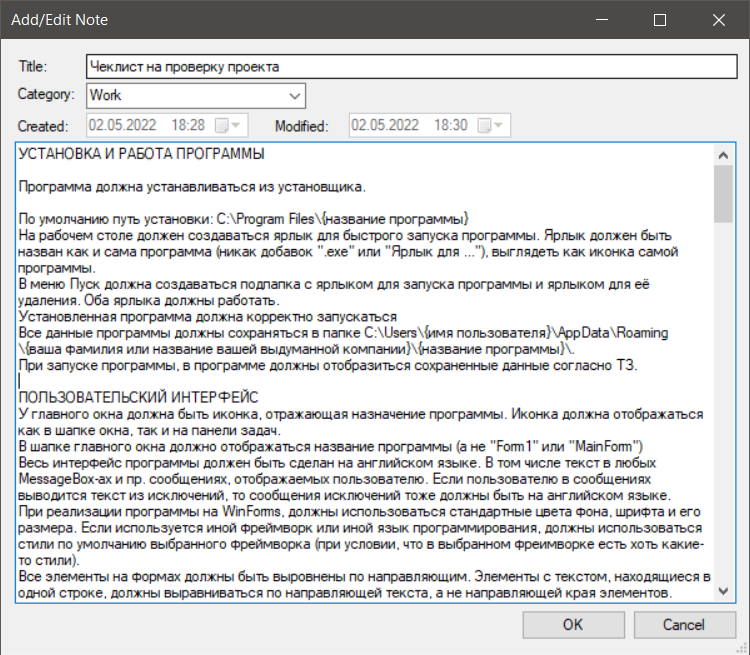 Add/Edit Note
Title: Чеклист на проверку проекта
Category: Work
Created: 02.05.2022 18:28 Modified: 02.05.2022 18:30
УСТАНОВКА И РАБОТА ПРОГРАММЫ
Программа должна устанавливаться из установщика.
По умолчанию путь установки: C:\Program Files\{название программы}
На рабочем столе должен создаваться ярлык для быстрого запуска программы. Ярлык должен быть
назван как и сама программа (никак добавок ".exe" или "Ярлык для ..."), выглядеть как иконка самой
программы.
В меню Пуск должна создаваться подпапка с ярлыком для запуска программы и ярлыком для её
удаления. Оба ярлыка должны работать.
Установленная программа должна корректно запускаться
Все данные программы должны сохраняться в папке C:\Users\{имя пользователя}\AppData\Roaming
\{ваша фамилия или название вашей выдуманной компании}\{название программы}\.
При запуске программы, в программе должны отобразиться сохраненные данные согласно ТЗ.
ПОЛЬЗОВАТЕЛЬСКИЙ ИНТЕРФЕЙС
У главного окна должна быть иконка, отражающая назначение программы. Иконка должна отображаться
как в шапке окна, так и на панели задач.
В шапке главного окна должно отображаться название программы (а не "Form1" или "MainForm")
Весь интерфейс программы должен быть сделан на английском языке. В том числе текст в любых
MessageBox-ах и пр. сообщениях, отображаемых пользователю. Если пользователю в сообщениях
выводится текст из исключений, то сообщения исключений тоже должны быть на английском языке.
При реализации программы на WinForms, должны использоваться стандартные цвета фона, шрифта и его
размера. Если используется иной фреймворк или иной язык программирования, должны использоваться
стили по умолчанию выбранного фреймворка (при условии, что в выбранном фреимворке есть хоть какие-
то стили).
Все элементы на формах должны быть выровнены по направляющим. Элементы с текстом, находящиеся в
одной строке, должны выравниваться по направляющей текста, а не направляющей края элементов.
OK Cancel